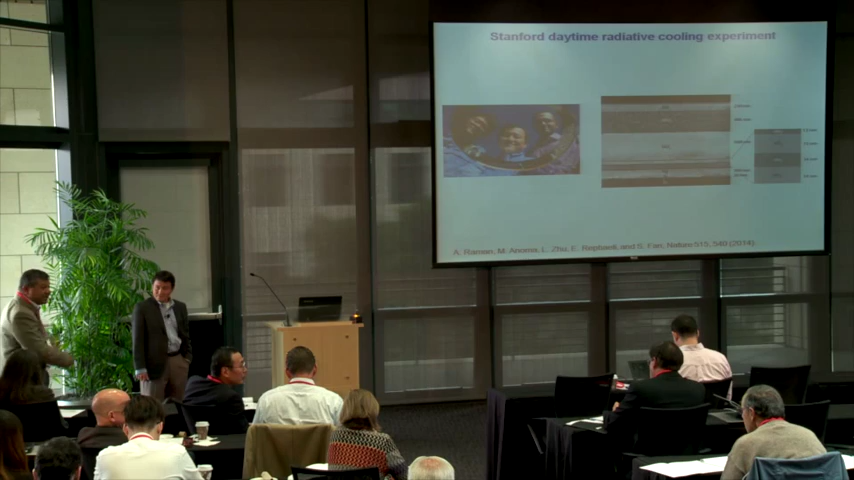 Stanford daytime radiative cooling experiment
A. Raman, M. Anoma, L. Zhu, E. Rephaeli, and S. Fan, Nature 515, 540 (2014).